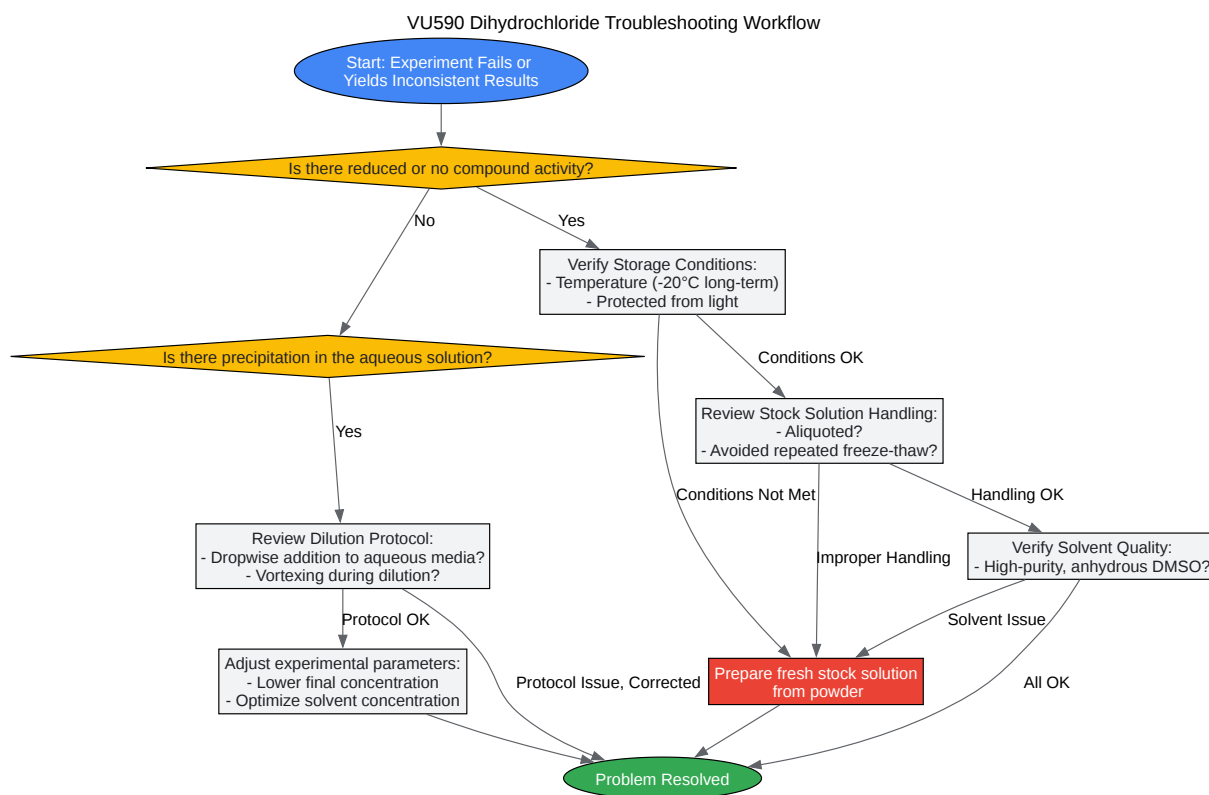 VU590 Dihydrochloride Troubleshooting Workflow
Start: Experiment Fails or
Yields Inconsistent Results
Is there reduced or no compound activity?
No
Yes
Verify Storage Conditions:
- Temperature (-20°C long-term)
- Protected from light
Is there precipitation in the aqueous solution?
Conditions OK
Review Stock Solution Handling:
- Aliquoted?
- Avoided repeated freeze-thaw?
Yes
Conditions Not Met
Handling OK
Review Dilution Protocol:
- Dropwise addition to aqueous media?
- Vortexing during dilution?
Improper Handling
Verify Solvent Quality:
- High-purity, anhydrous DMSO?
Protocol OK
Solvent Issue
Adjust experimental parameters:
- Lower final concentration
- Optimize solvent concentration
Protocol Issue, Corrected
Prepare fresh stock solution
from powder
All OK
Problem Resolved